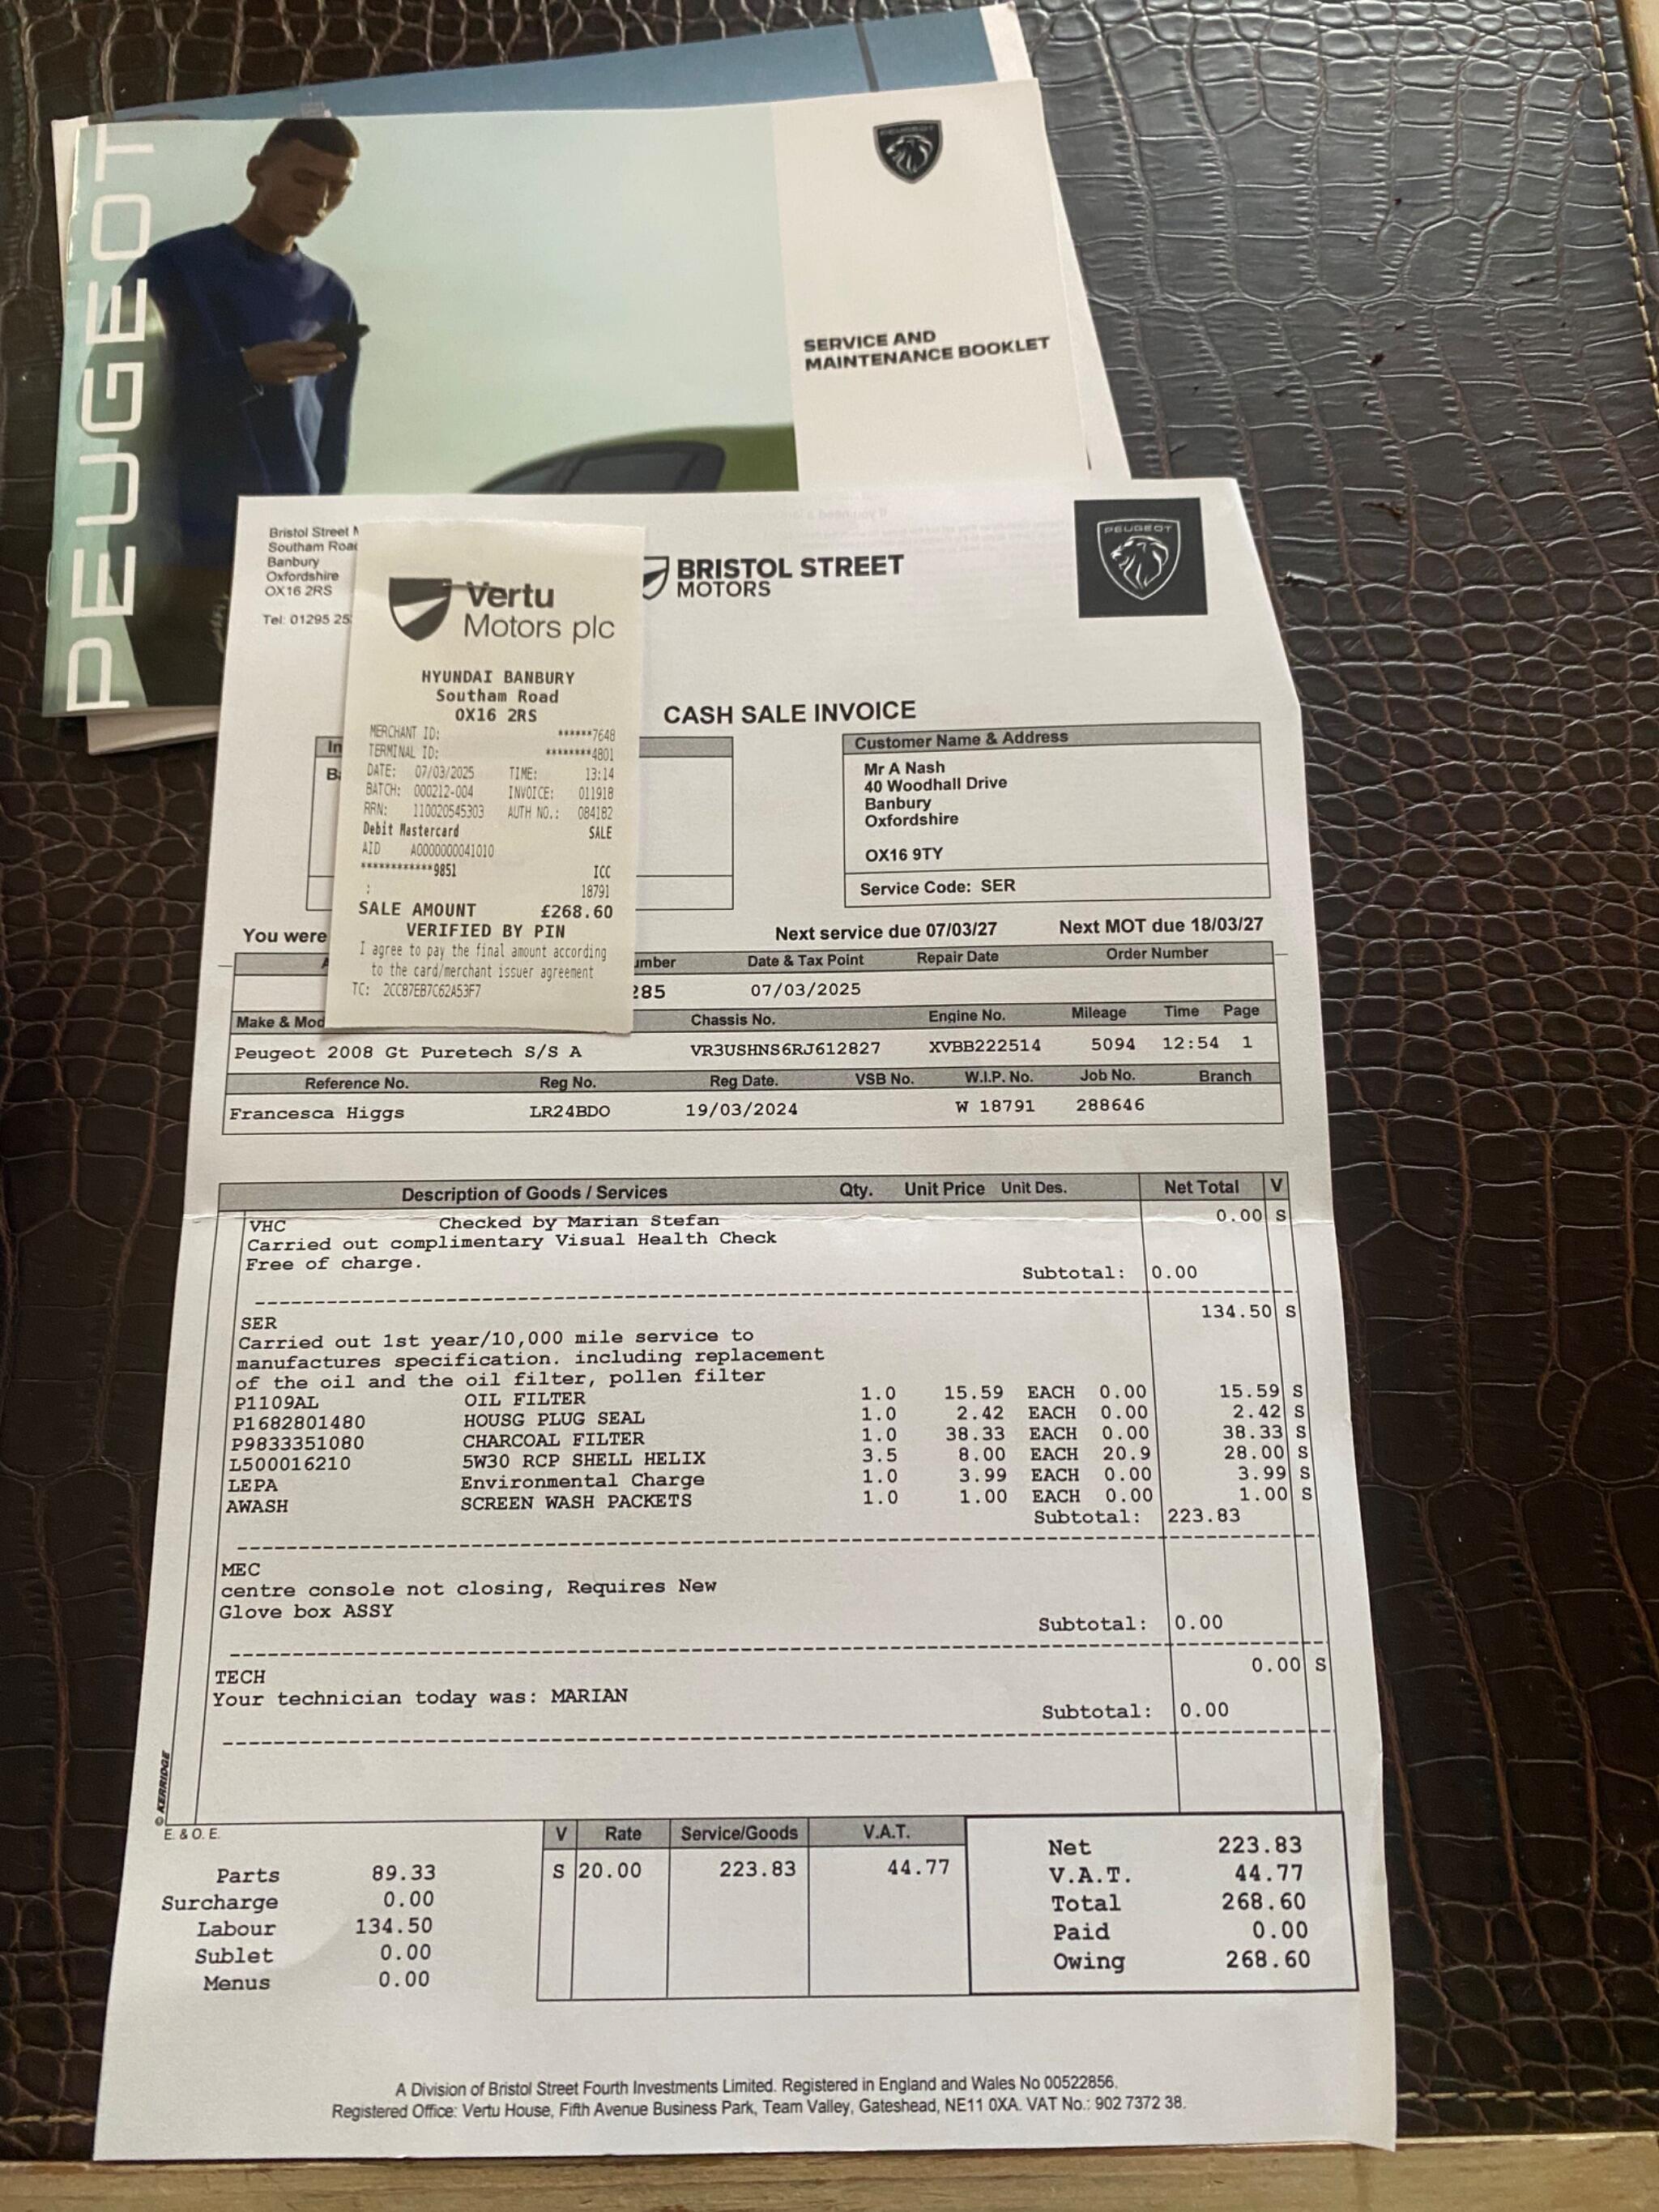 PEUGEOT
PEUGEOT
SERVICE AND
MAINTENANCE BOOKLET
Bristol Street
Southam Road
Banbury
Oxfordshire
OX16 2RS
Tel: 01295 25
BRISTOL STREET
MOTORS
PEUGEOT
Vertu
Motors plc
HYUNDAI BANBURY
Southam Road
OX16 2RS
MERCHANT ID: ******7648
TERMINAL ID: ********4801
DATE: 07/03/2025 TIME: 13:14
BATCH: 000212-004 INVOICE: 011918
RRN: 110020545303 AUTH NO.: 084182
Debit Mastercard SALE
AID A0000000041010
************9851 ICC
: 18791
SALE AMOUNT £268.60
VERIFIED BY PIN
I agree to pay the final amount according
to the card/merchant issuer agreement
TC: 2CC87EB7C62A53F7
CASH SALE INVOICE
In
Ba
Customer Name & Address
Mr A Nash
40 Woodhall Drive
Banbury
Oxfordshire
OX16 9TY
Service Code: SER
You were
Next service due 07/03/27 Next MOT due 18/03/27
A umber Date & Tax Point Repair Date Order Number
285 07/03/2025
Make & Mod Chassis No. Engine No. Mileage Time Page
Peugeot 2008 Gt Puretech S/S A VR3USHNS6RJ612827 XVBB222514 5094 12:54 1
Reference No. Reg No. Reg Date. VSB No. W.I.P. No. Job No. Branch
Francesca Higgs LR24BDO 19/03/2024 W 18791 288646
Description of Goods / Services Qty. Unit Price Unit Des. Net Total V
VHC Checked by Marian Stefan 0.00 S
Carried out complimentary Visual Health Check
Free of charge.
Subtotal: 0.00
SER 134.50 S
Carried out 1st year/10,000 mile service to
manufactures specification. including replacement
of the oil and the oil filter, pollen filter
P1109AL OIL FILTER 1.0 15.59 EACH 0.00 15.59 S
P1682801480 HOUSG PLUG SEAL 1.0 2.42 EACH 0.00 2.42 S
P9833351080 CHARCOAL FILTER 1.0 38.33 EACH 0.00 38.33 S
L500016210 5W30 RCP SHELL HELIX 3.5 8.00 EACH 20.9 28.00 S
LEPA Environmental Charge 1.0 3.99 EACH 0.00 3.99 S
AWASH SCREEN WASH PACKETS 1.0 1.00 EACH 0.00 1.00 S
Subtotal: 223.83
MEC
centre console not closing, Requires New
Glove box ASSY
Subtotal: 0.00
TECH 0.00 S
Your technician today was: MARIAN
Subtotal: 0.00
© KERRIDGE
E. & O. E.
Parts 89.33
Surcharge 0.00
Labour 134.50
Sublet 0.00
Menus 0.00
V Rate Service/Goods V.A.T.
S 20.00 223.83 44.77
Net 223.83
V.A.T. 44.77
Total 268.60
Paid 0.00
Owing 268.60
A Division of Bristol Street Fourth Investments Limited. Registered in England and Wales No 00522856.
Registered Office: Vertu House, Fifth Avenue Business Park, Team Valley, Gateshead, NE11 0XA. VAT No.: 902 7372 38.